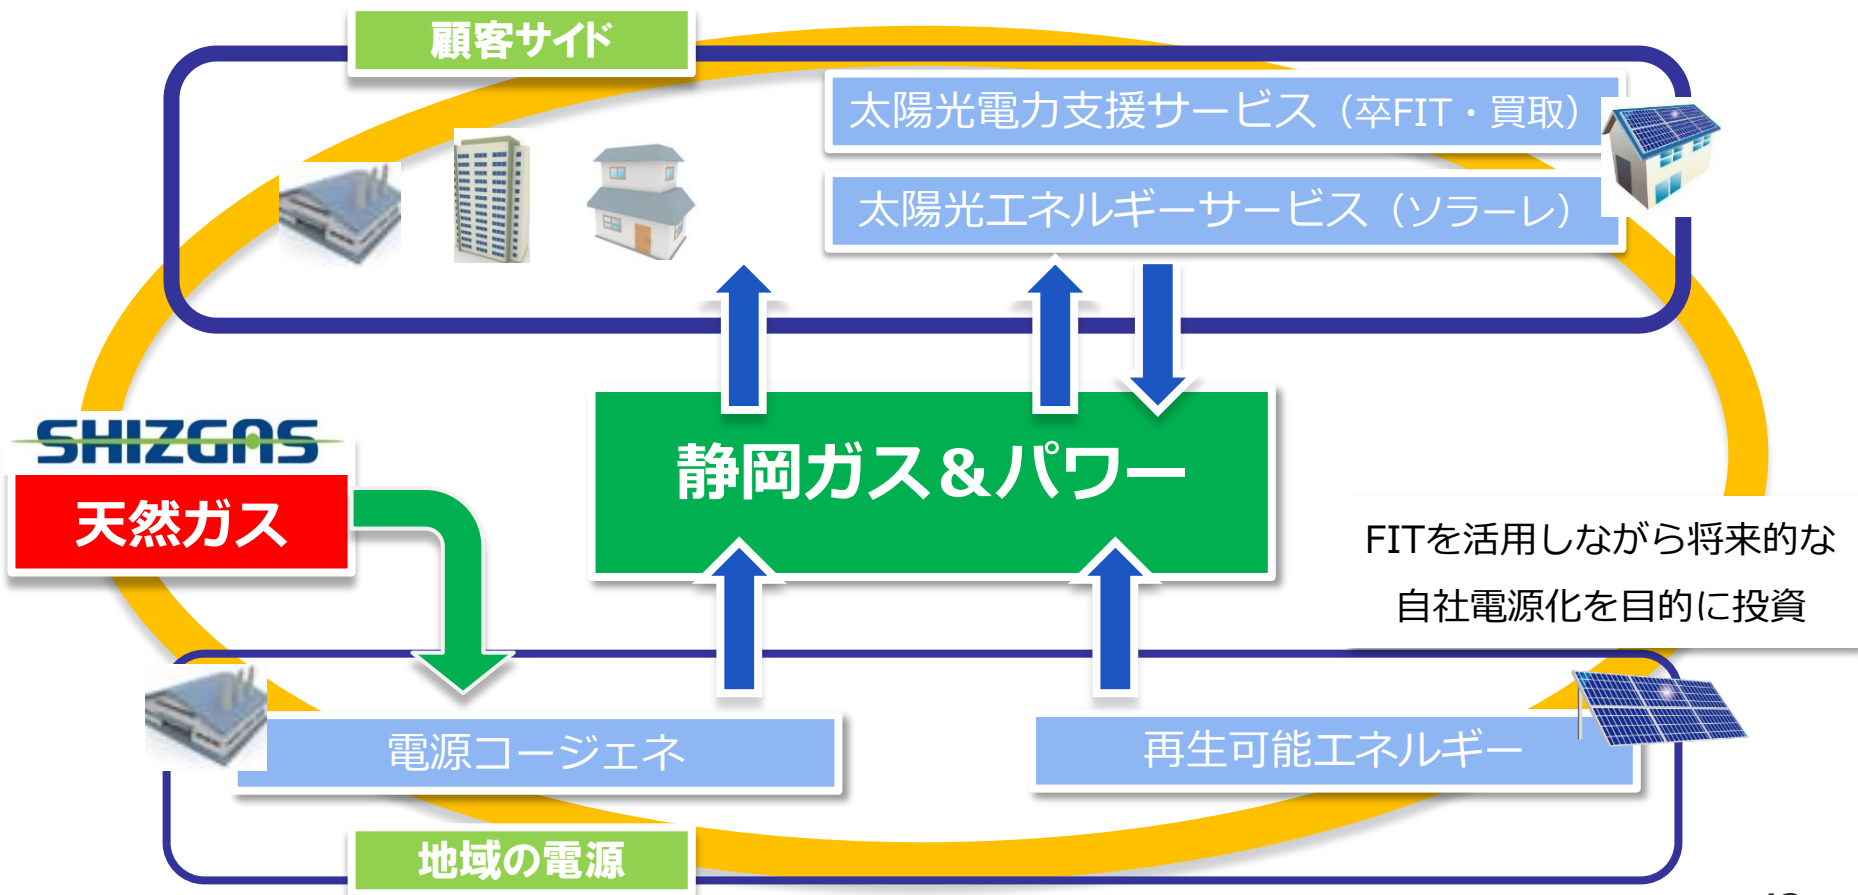 顧客サイド
太陽光電力支援サービス（卒FIT・買取）
太陽光エネルギーサービス（ソラーレ）
SHIZGAS
天然ガス
静岡ガス＆パワー
FITを活用しながら将来的な
自社電源化を目的に投資
電源コージェネ
再生可能エネルギー
地域の電源